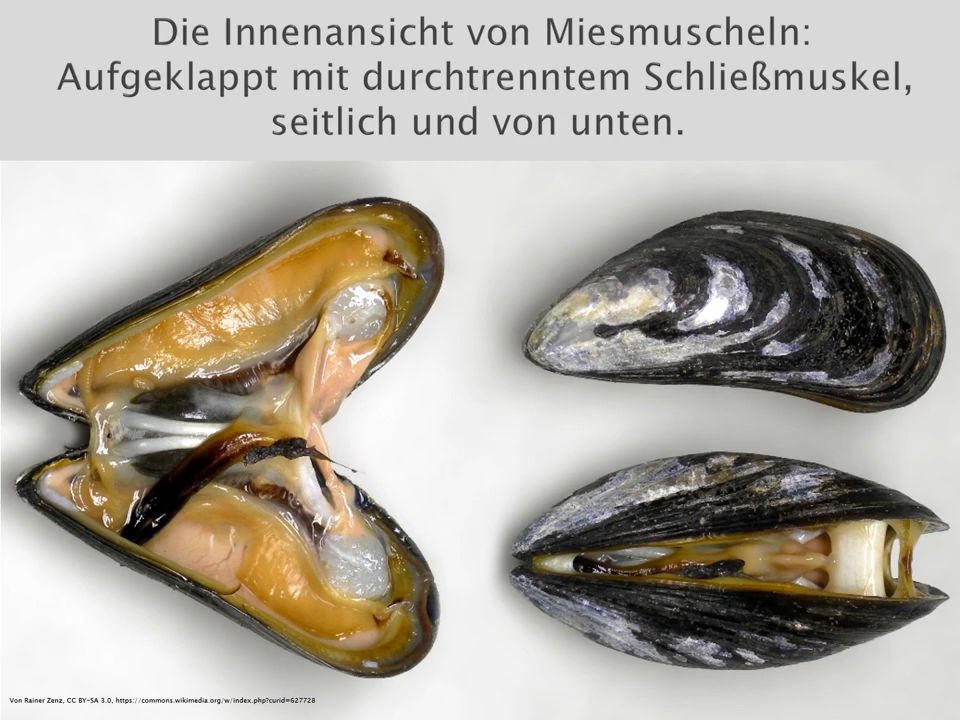 Die Innenansicht von Miesmuscheln:
Aufgeklappt mit durchtrenntem Schließmuskel,
seitlich und von unten.
Von Rainer Zenz, CC BY-SA 3.0, https://commons.wikimedia.org/w/index.php?curid=627728